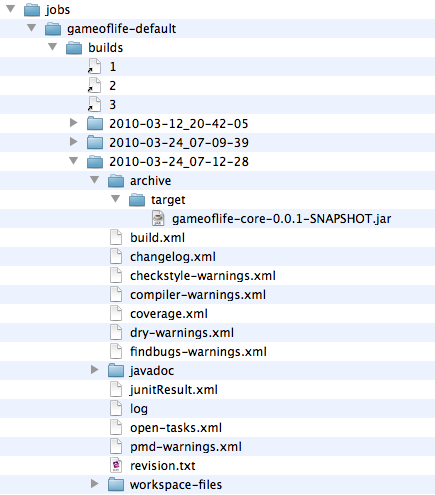 jobs
gameoflife-default
builds
1
2
3
2010-03-12_20-42-05
2010-03-24_07-09-39
2010-03-24_07-12-28
archive
target
gameoflife-core-0.0.1-SNAPSHOT.jar
build.xml
changelog.xml
checkstyle-warnings.xml
compiler-warnings.xml
coverage.xml
dry-warnings.xml
findbugs-warnings.xml
javadoc
junitResult.xml
log
open-tasks.xml
pmd-warnings.xml
revision.txt
workspace-files